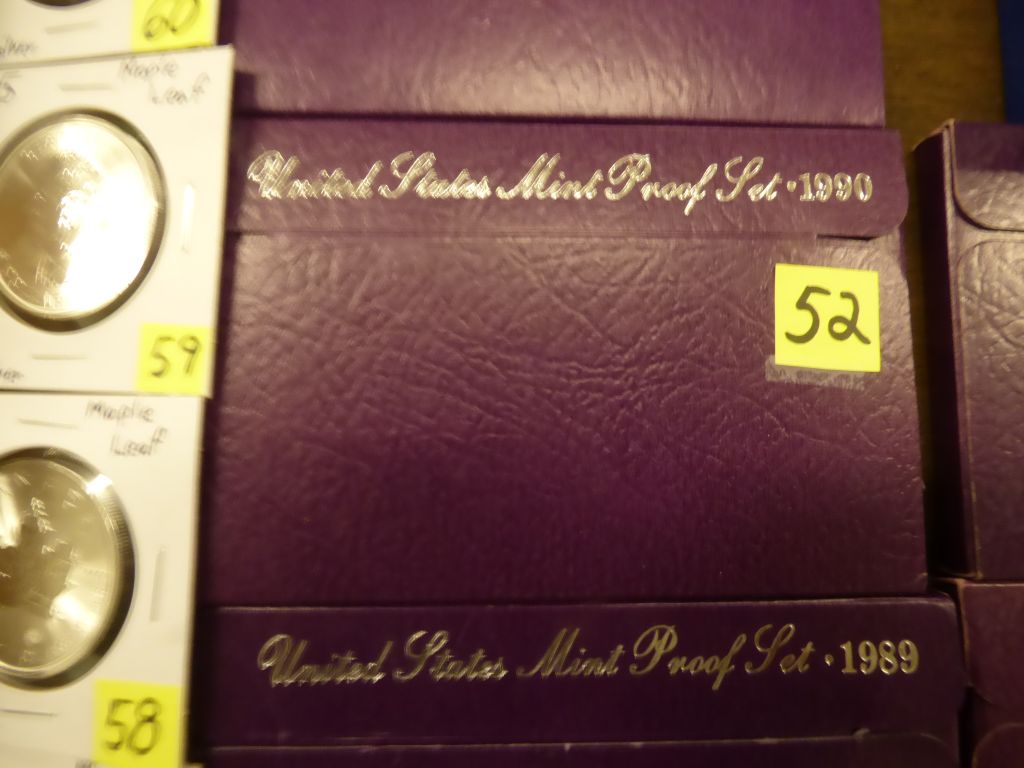 60
Maple
Leaf
59
United States Mint Proof Set · 1990
52
Maple
Leaf
58
United States Mint Proof Set · 1989